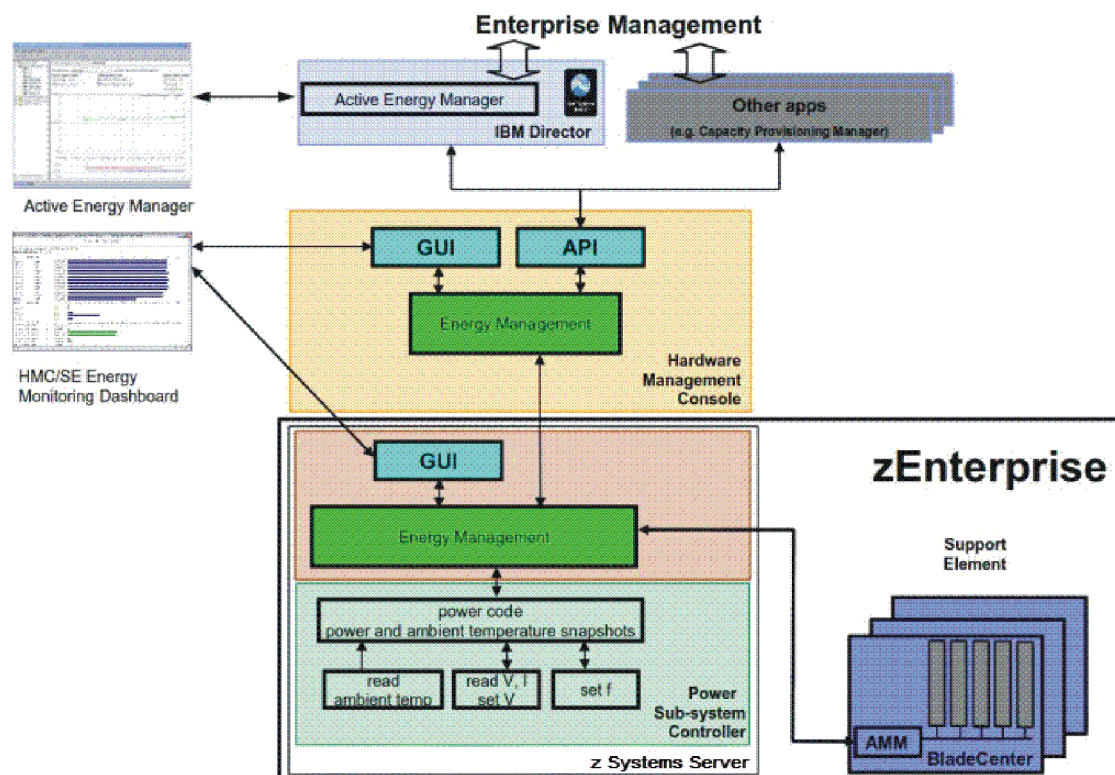 Enterprise Management
Active Energy Manager
IBM Director
Other apps
(e.g. Capacity Provisioning Manager)
Active Energy Manager
GUI
API
Energy Management
Hardware
Management
Console
HMC/SE Energy
Monitoring Dashboard
zEnterprise
GUI
Energy Management
Support
Element
power code
power and ambient temperature snapshots
read
ambient temp
read V, I
set V
set f
Power
Sub-system
Controller
AMM
BladeCenter
z Systems Server